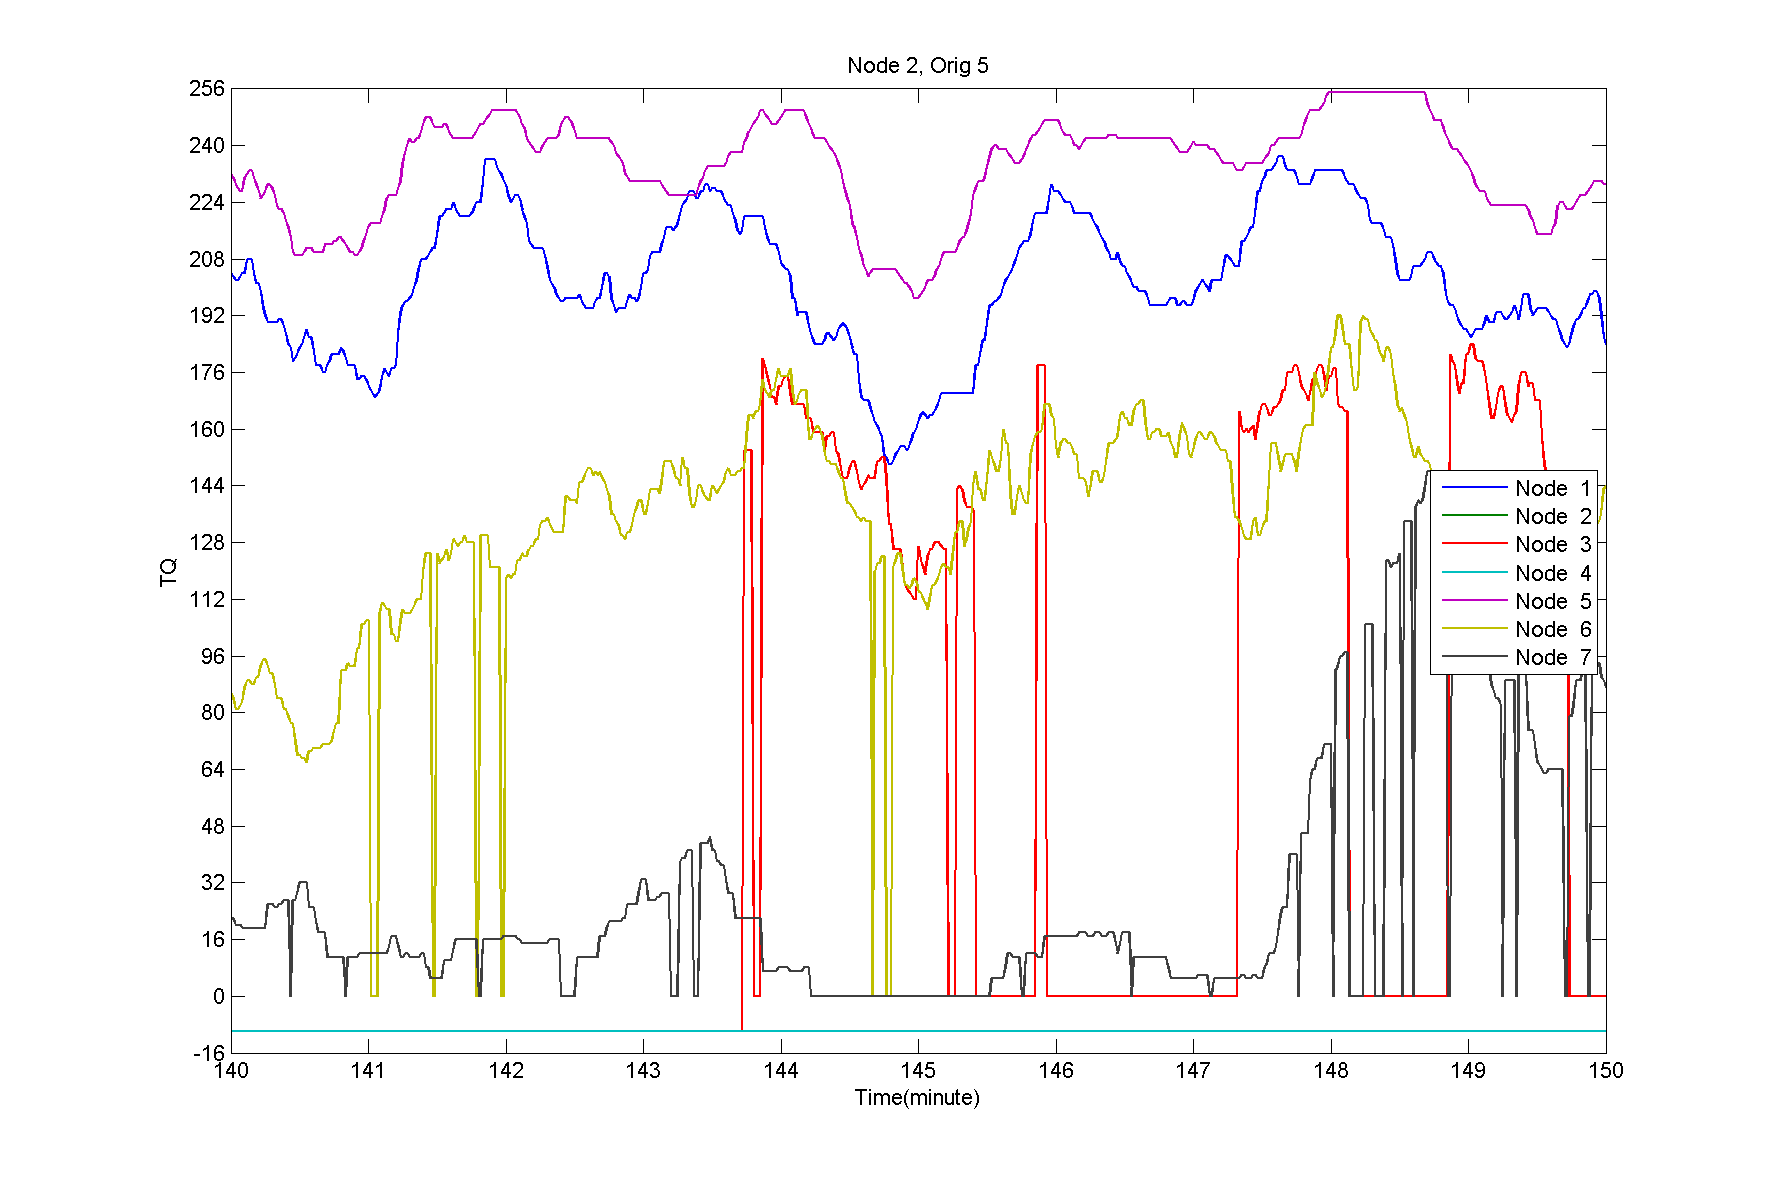 Node 2, Orig 5
256
240
224
208
192
176
160
144
128
112
96
80
64
48
32
16
0
-16
TQ
140 141 142 143 144 145 146 147 148 149 150
Time(minute)
Node 1
Node 2
Node 3
Node 4
Node 5
Node 6
Node 7